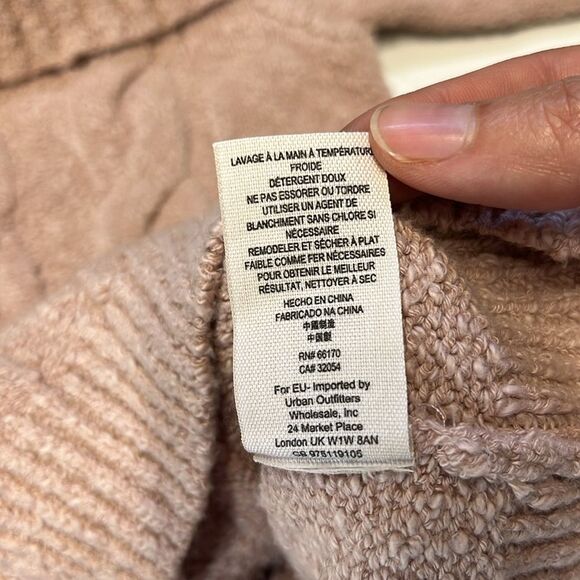 LAVAGE À LA MAIN À TEMPÉRATURE
FROIDE
DÉTERGENT DOUX
NE PAS ESSORER OU TORDRE
UTILISER UN AGENT DE
BLANCHIMENT SANS CHLORE SI
NÉCESSAIRE
REMODELER ET SÉCHER À PLAT
FAIBLE COMME FER NÉCESSAIRE
POUR OBTENIR LE MEILLEUR
RÉSULTAT, NETTOYER À SEC
HECHO EN CHINA
FABRICADO NA CHINA
中國制造
中国製
RN# 66170
CA# 32054
For EU- Imported by
Urban Outfitters
Wholesale, Inc
24 Market Place
London UK W1W 8AN
GB 975119105